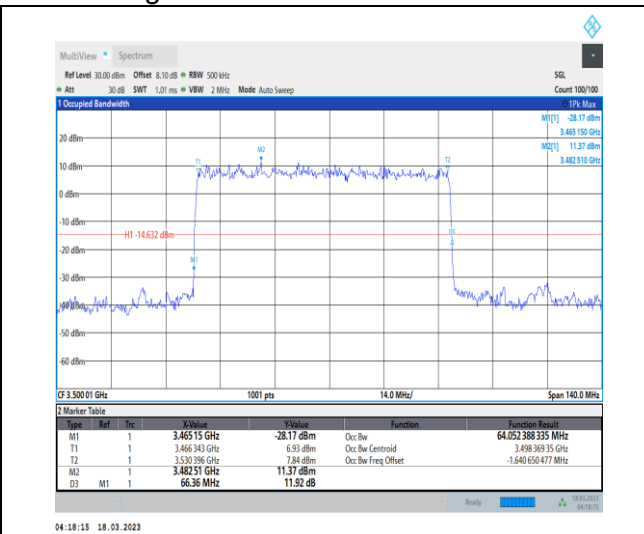 MultiView Spectrum
Ref Level 30.00 dBm Offset 8.10 dB RBW 500 kHz SGL
Att 30 dB SWT 1.01 ms VBW 2 MHz Mode Auto Sweep Count 100/100
1 Occupied Bandwidth 1Pk Max
M1[1] -28.17 dBm
3.465 150 GHz
M2[1] 11.37 dBm
3.482 510 GHz
20 dBm
M2
T1
T2
10 dBm
0 dBm
-10 dBm
H1 -14.632 dBm
D3
-20 dBm
M1
-30 dBm
-40 dBm
-50 dBm
-60 dBm
CF 3.500 01 GHz 1001 pts 14.0 MHz/ Span 140.0 MHz
2 Marker Table
Type Ref Trc X-Value Y-Value Function Function Result
M1 1 3.465 15 GHz -28.17 dBm Occ Bw 64.052 388 335 MHz
T1 1 3.466 343 GHz 6.93 dBm Occ Bw Centroid 3.498 369 35 GHz
T2 1 3.530 396 GHz 7.84 dBm Occ Bw Freq Offset -1.640 650 477 MHz
M2 1 3.482 51 GHz 11.37 dBm
D3 M1 1 66.36 MHz 11.92 dB
Ready 18.03.2023
04:18:15
04:18:15 18.03.2023